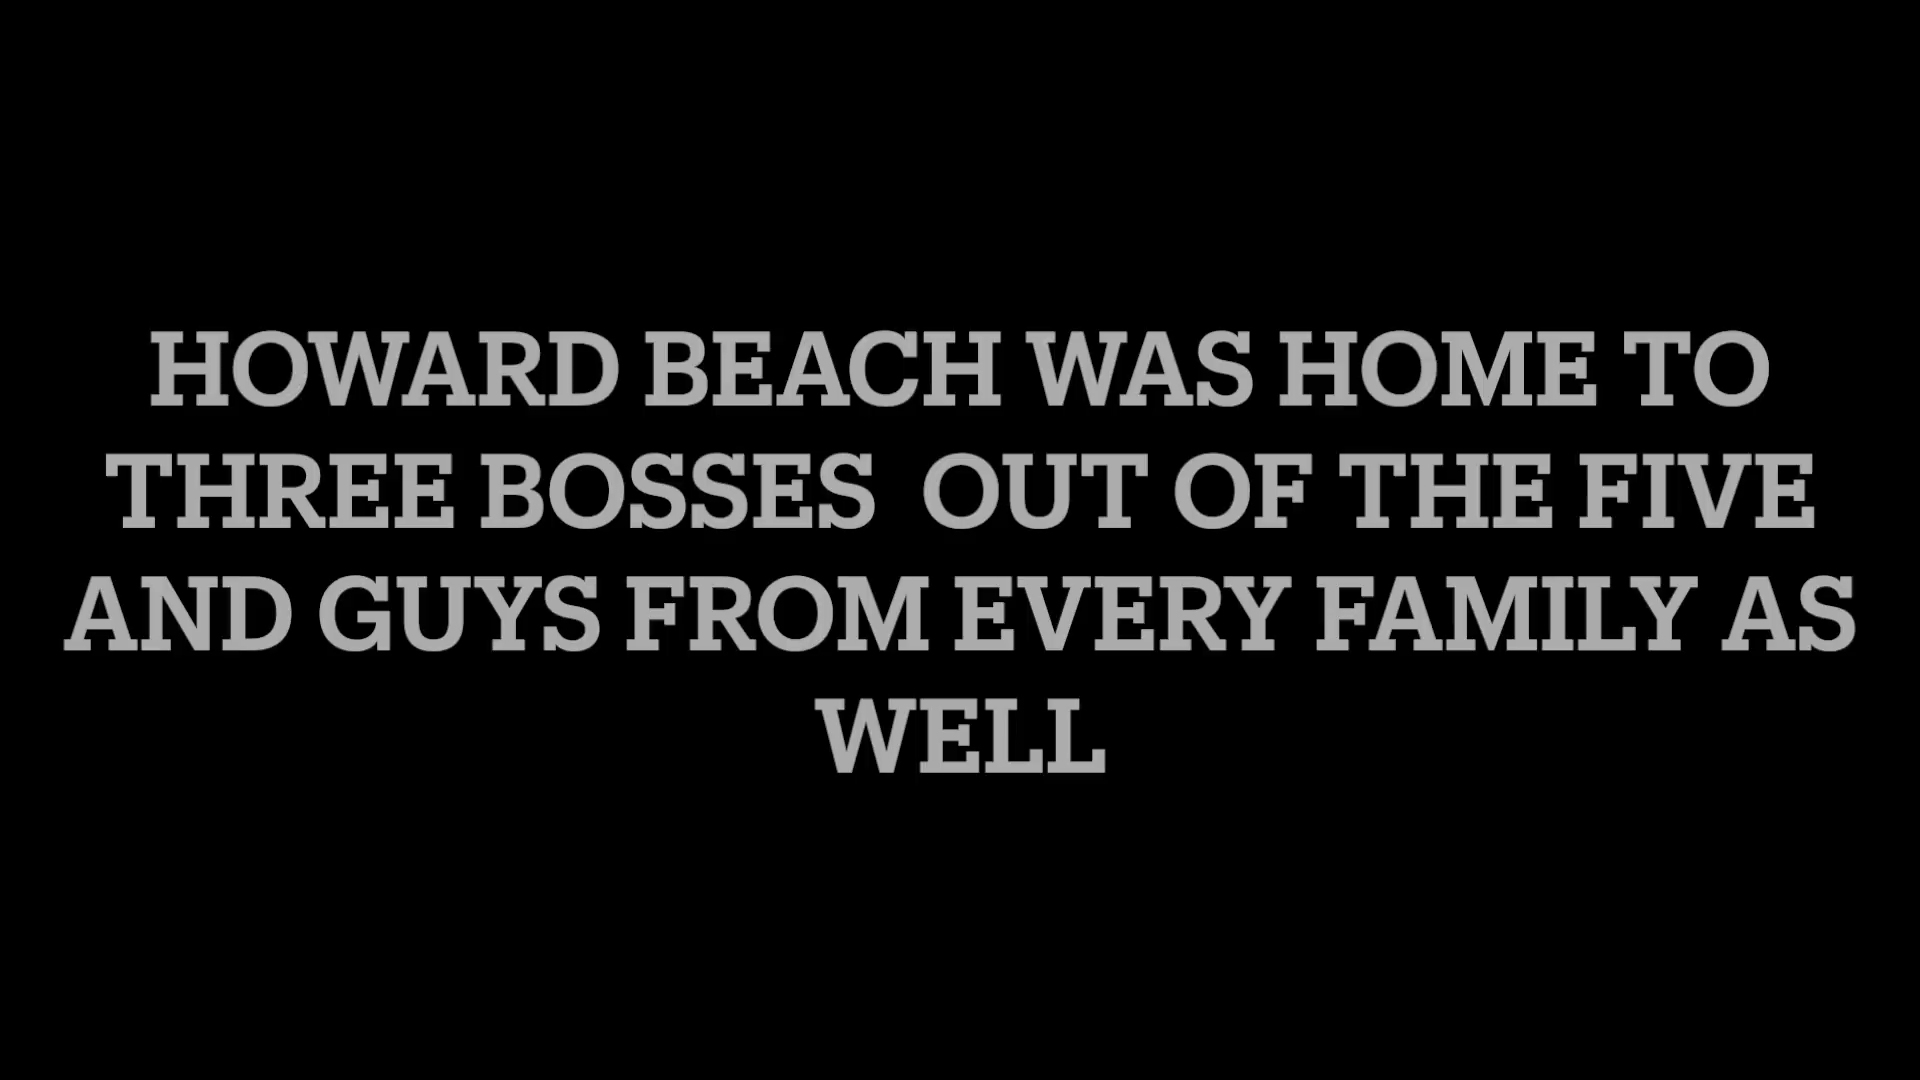 HOWARD BEACH WAS HOME TO
THREE BOSSES  OUT OF THE FIVE
AND GUYS FROM EVERY FAMILY AS
WELL